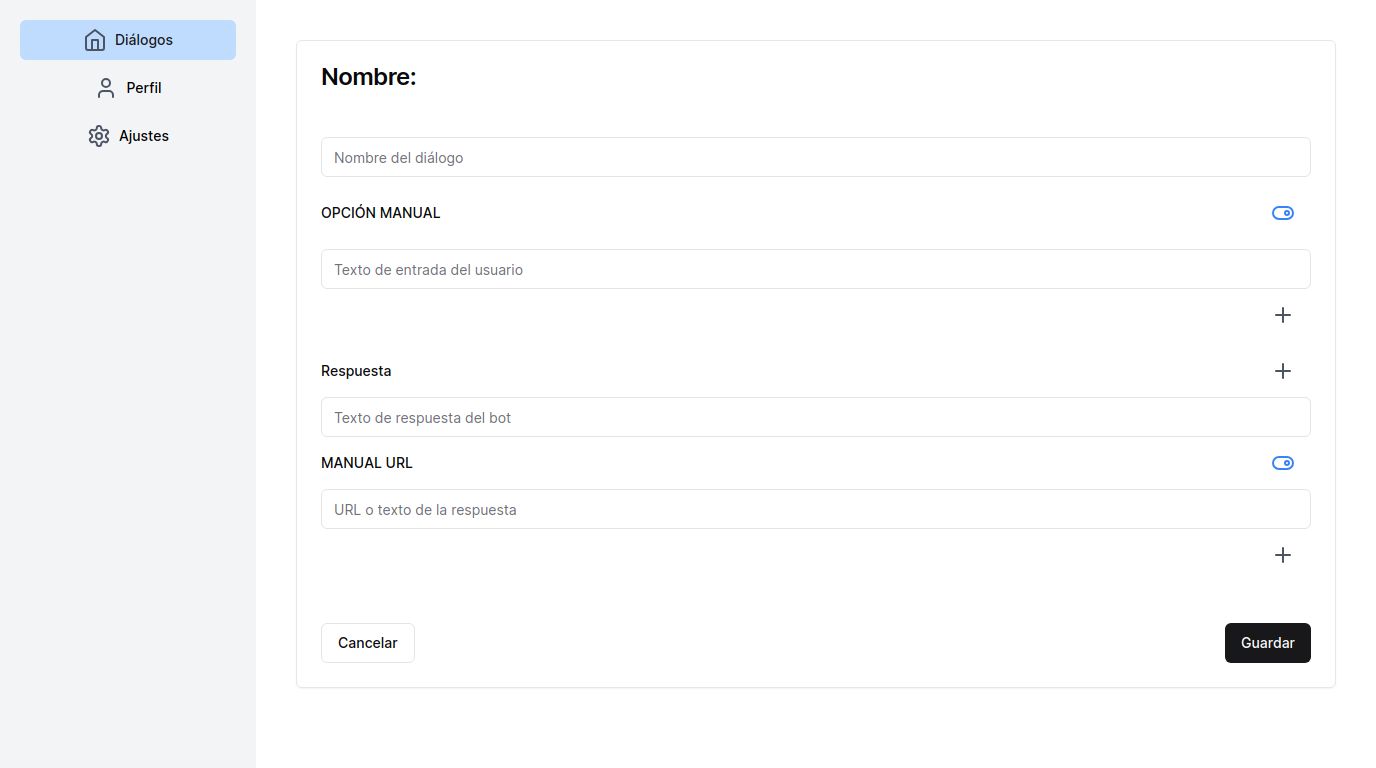 Diálogos
Perfil
Ajustes
Nombre:
Nombre del diálogo
OPCIÓN MANUAL
Texto de entrada del usuario
Respuesta
Texto de respuesta del bot
MANUAL URL
URL o texto de la respuesta
Cancelar
Guardar